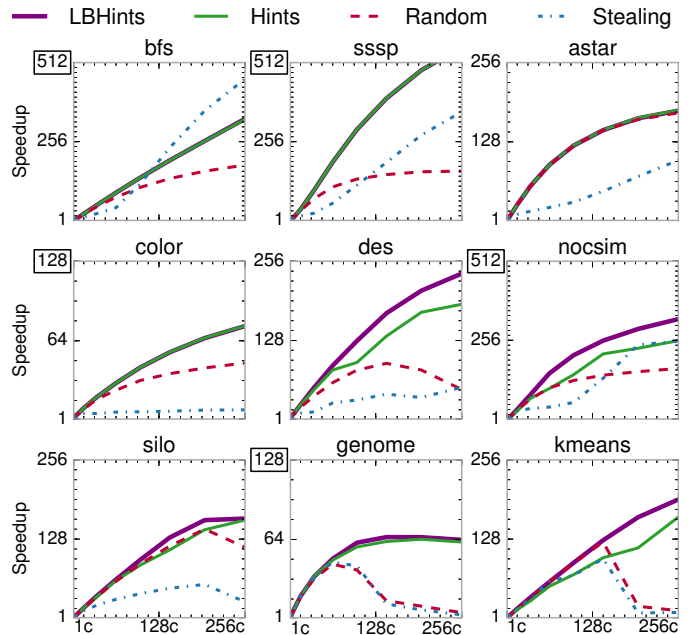 LBHints Hints Random Stealing
bfs sssp astar
512 512 256
Speedup 256 256 128
1 1 1
color des nocsim
128 256 512
Speedup 64 128 256
1 1 1
silo genome kmeans
256 128 256
Speedup 128 64 128
1 1 1
1c 128c 256c 1c 128c 256c 1c 128c 256c